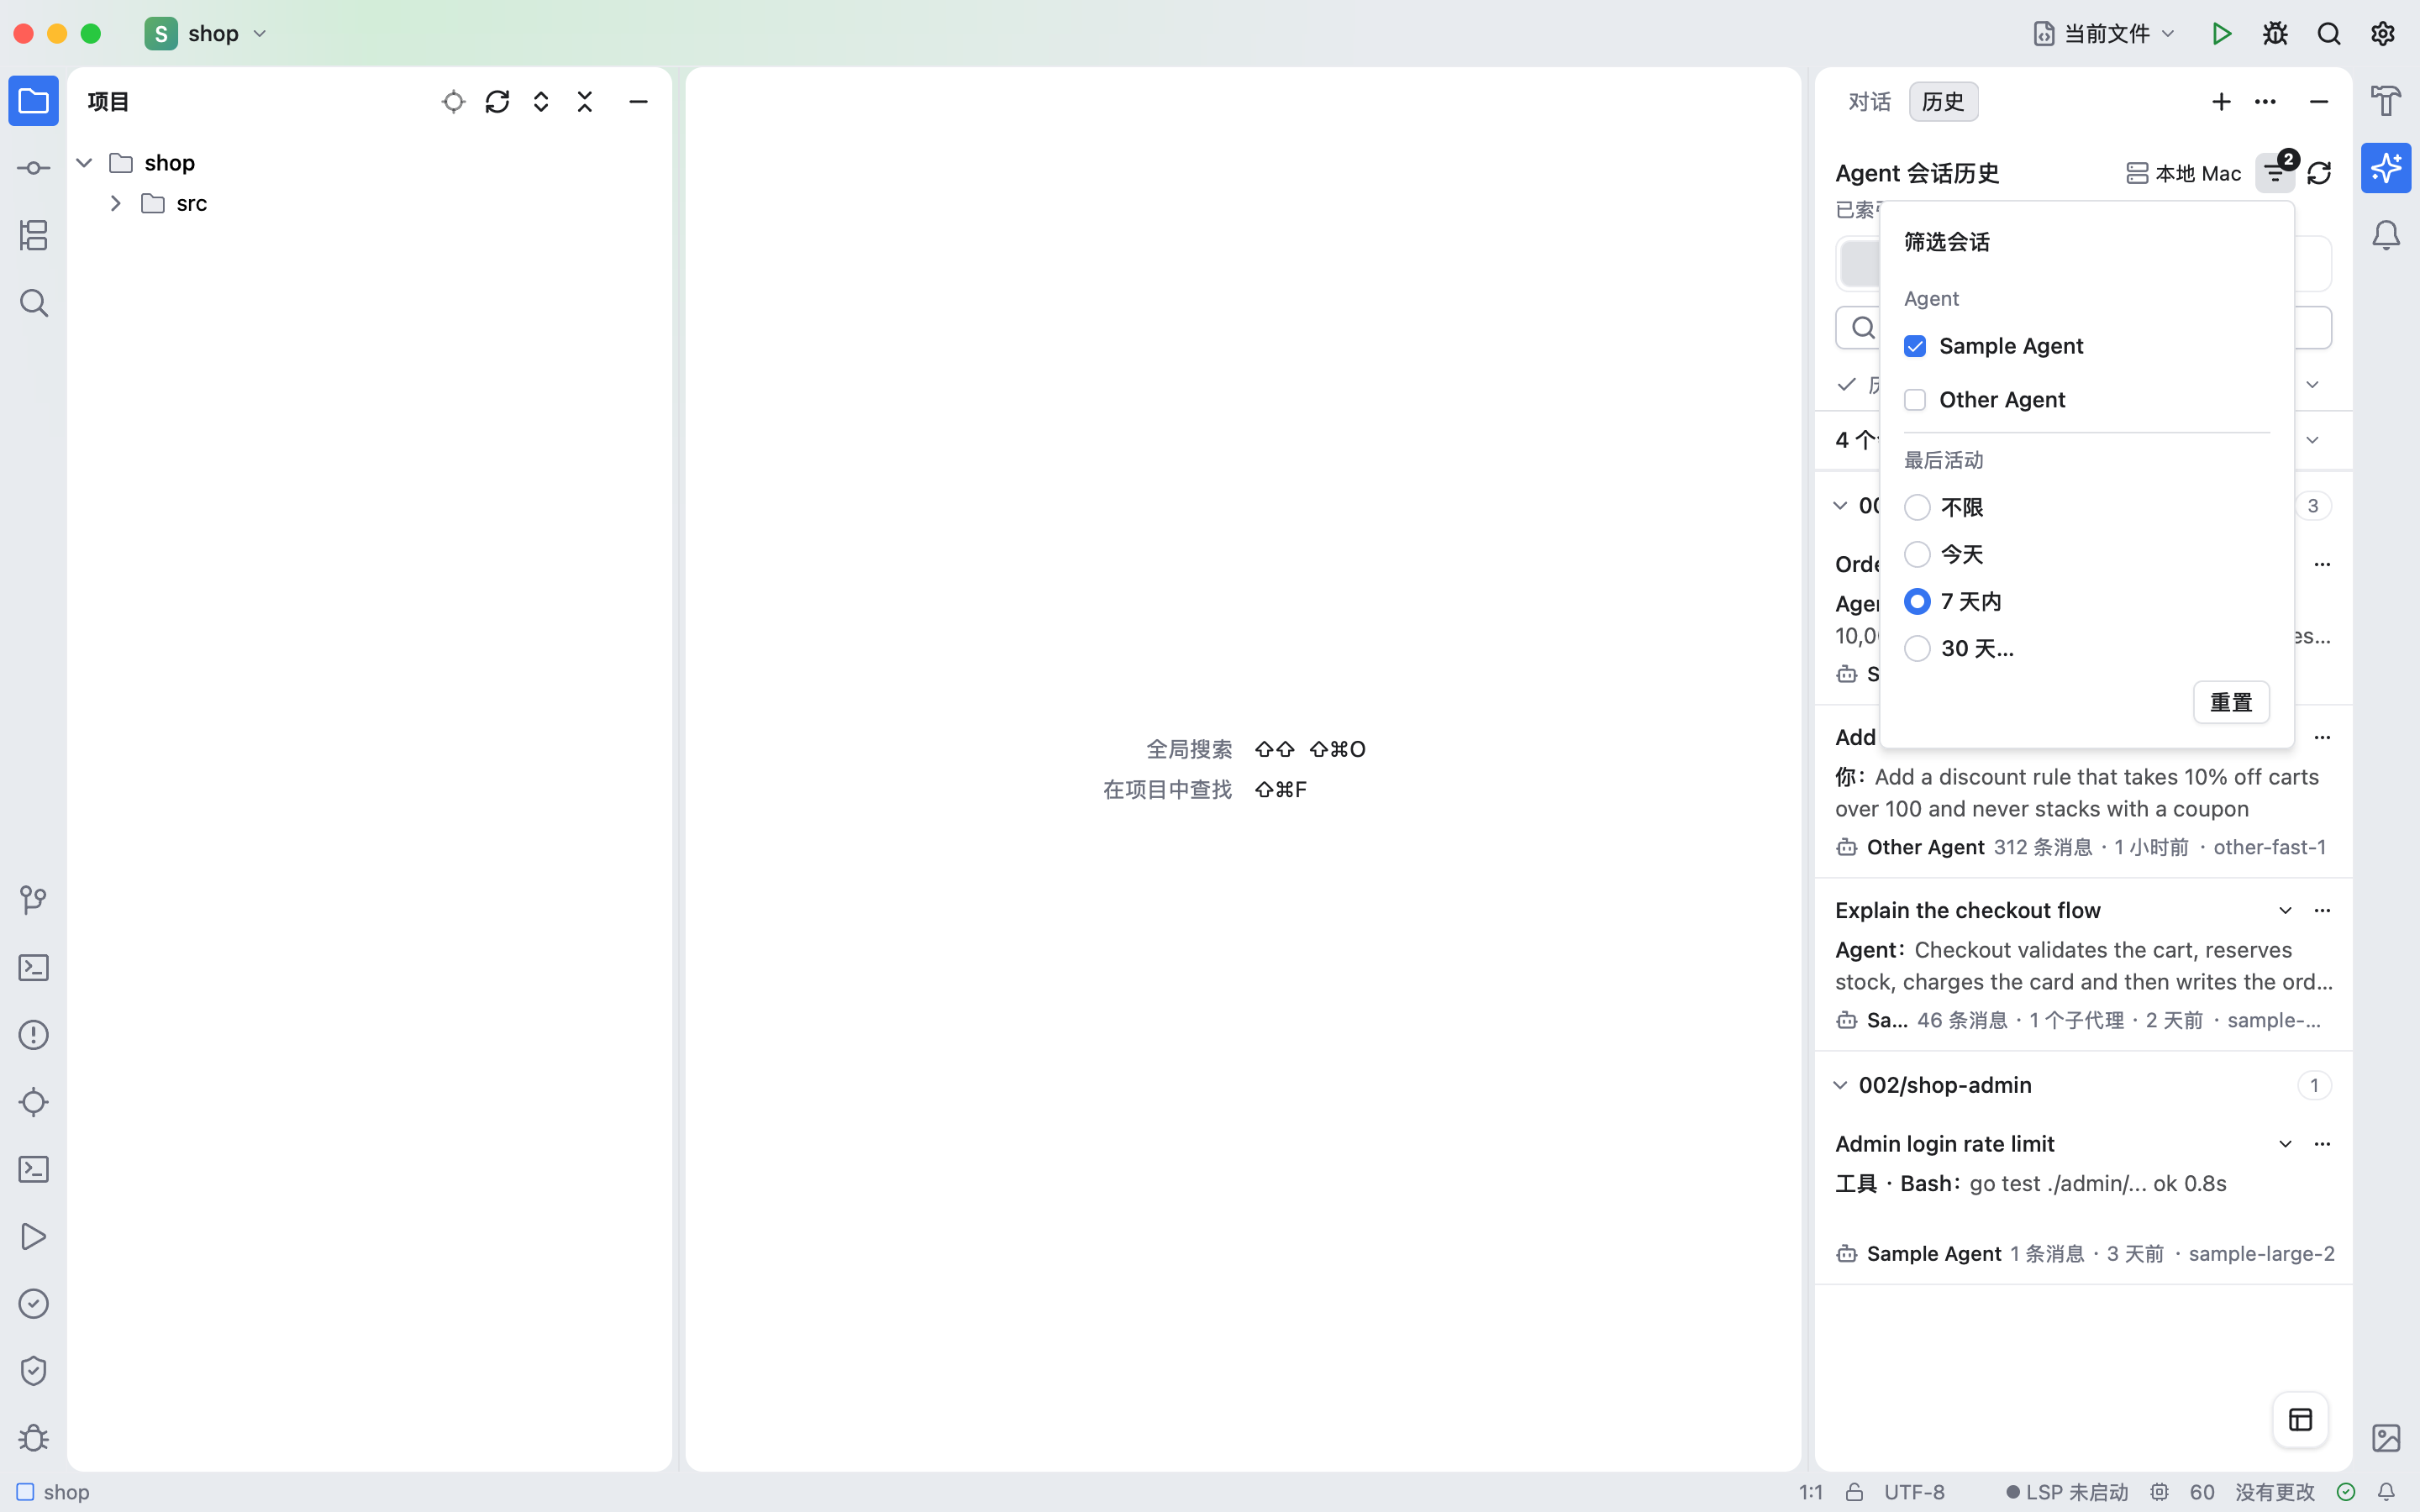 S shop
当前文件
项目
shop
src
全局搜索 ⇧⇧ ⇧⌘O
在项目中查找 ⇧⌘F
对话 历史
Agent 会话历史
本地 Mac
2
已索
筛选会话
Agent
Sample Agent
Other Agent
最后活动
不限
今天
7 天内
30 天...
重置
4 个
3
Orde
Agen
10,0
es...
S
Add
你：Add a discount rule that takes 10% off carts
over 100 and never stacks with a coupon
Other Agent 312 条消息 · 1 小时前 · other-fast-1
Explain the checkout flow
Agent：Checkout validates the cart, reserves
stock, charges the card and then writes the ord...
Sa... 46 条消息 · 1 个子代理 · 2 天前 · sample-...
002/shop-admin
1
Admin login rate limit
工具 · Bash：go test ./admin/... ok 0.8s
Sample Agent 1 条消息 · 3 天前 · sample-large-2
shop
1:1 UTF-8 LSP 未启动 60 没有更改